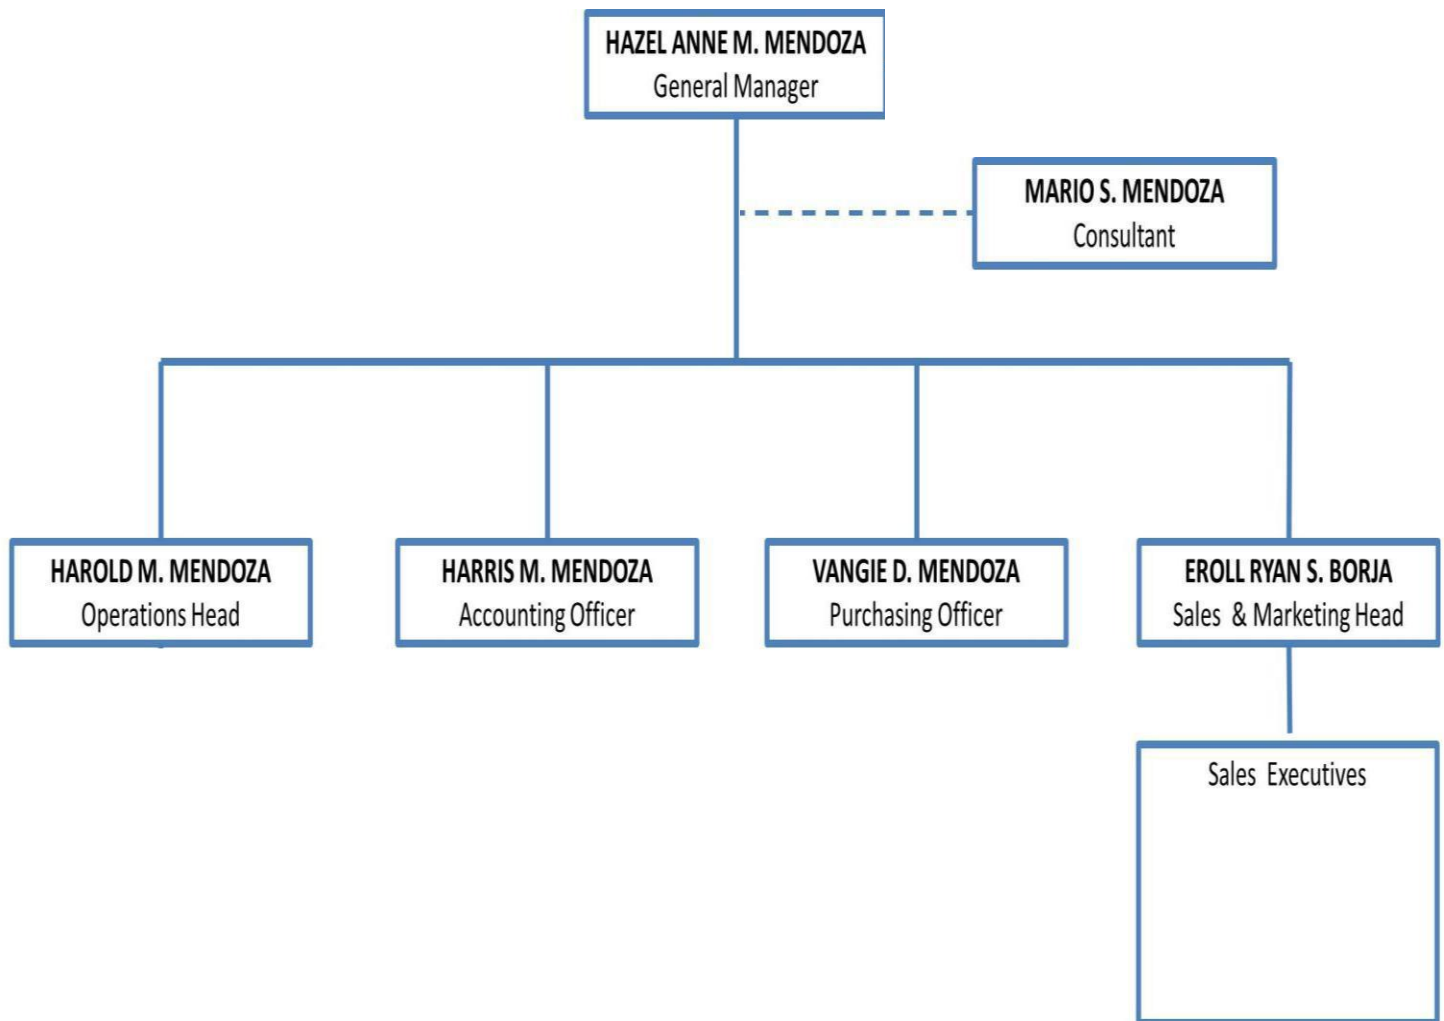 HAZEL ANNE M. MENDOZA
General Manager
MARIO S. MENDOZA
Consultant
HAROLD M. MENDOZA
Operations Head
HARRIS M. MENDOZA
Accounting Officer
VANGIE D. MENDOZA
Purchasing Officer
EROLL RYAN S. BORJA
Sales & Marketing Head
Sales Executives